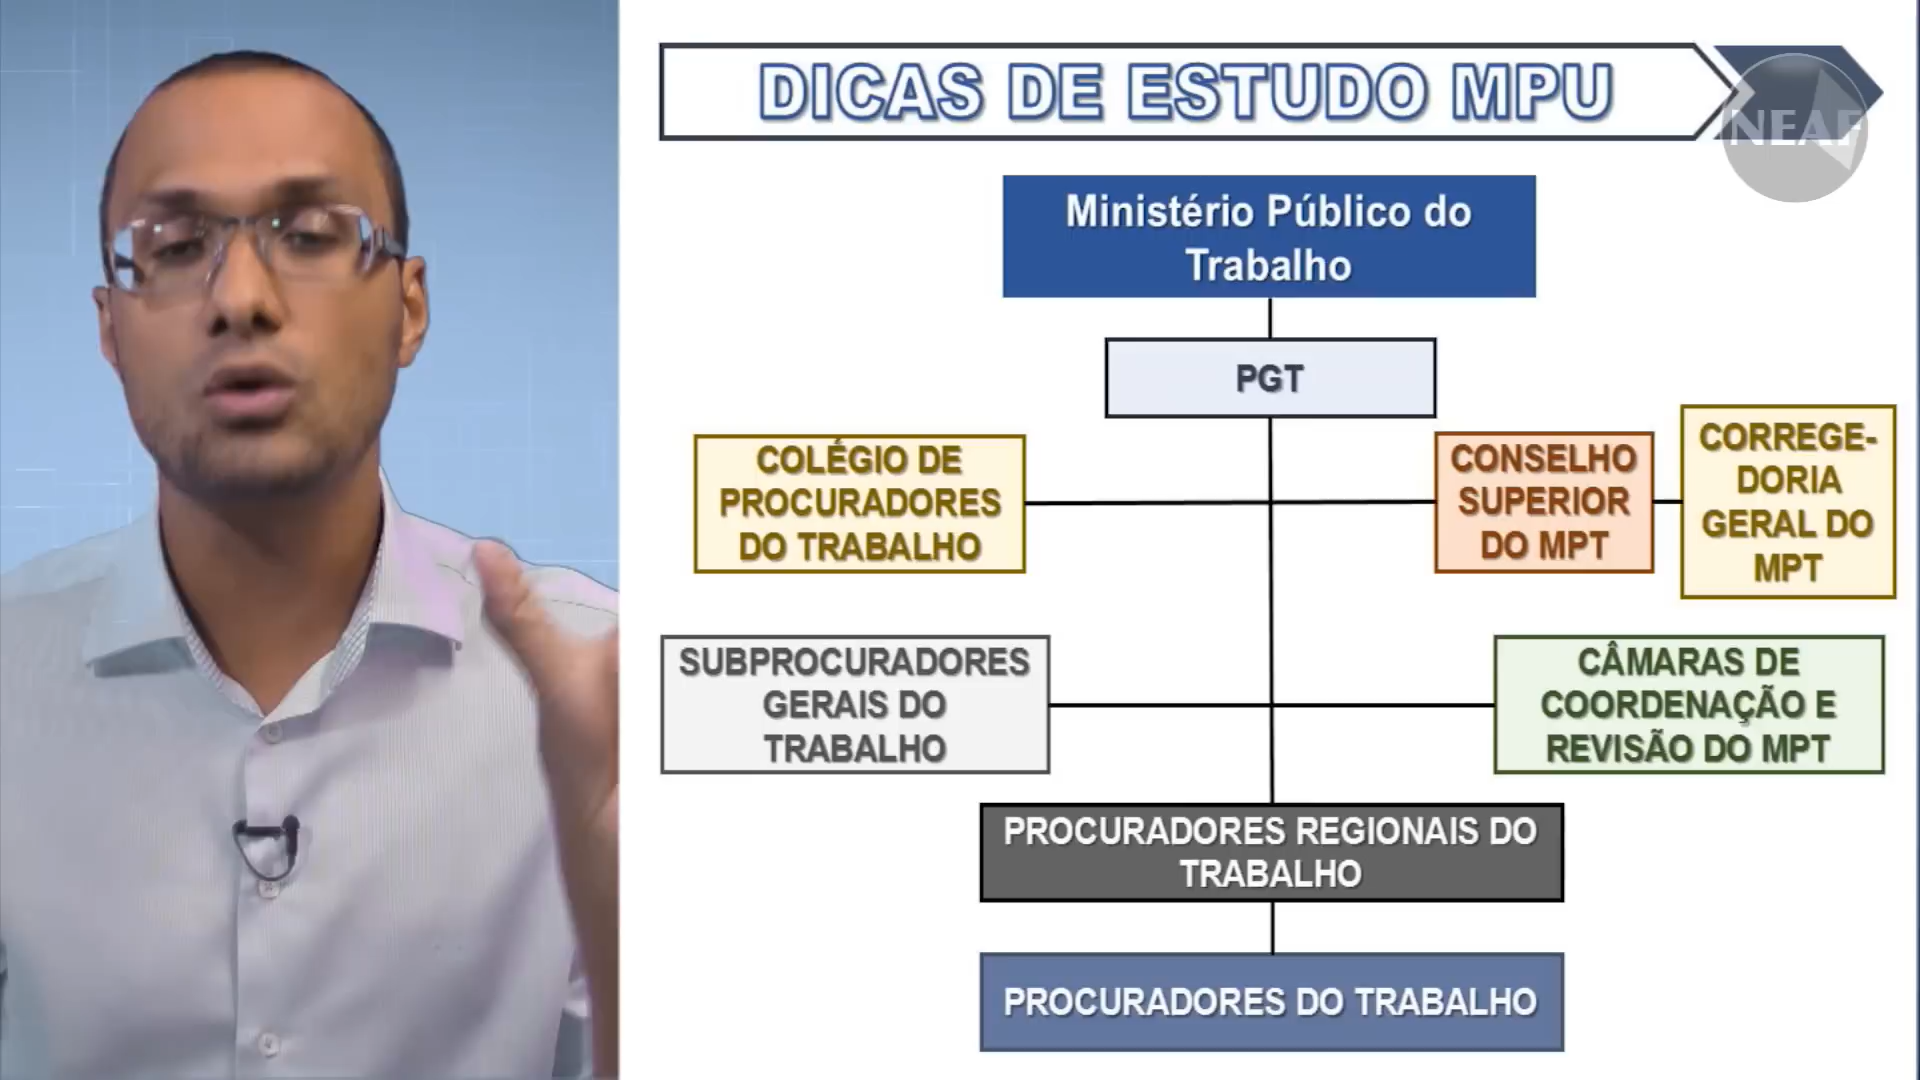 DICAS DE ESTUDO MPU
NEAF
Ministério Público do
Trabalho
PGT
COLÉGIO DE
PROCURADORES
DO TRABALHO
CONSELHO
SUPERIOR
DO MPT
CORREGE-
DORIA
GERAL DO
MPT
SUBPROCURADORES
GERAIS DO
TRABALHO
CÂMARAS DE
COORDENAÇÃO E
REVISÃO DO MPT
PROCURADORES REGIONAIS DO
TRABALHO
PROCURADORES DO TRABALHO